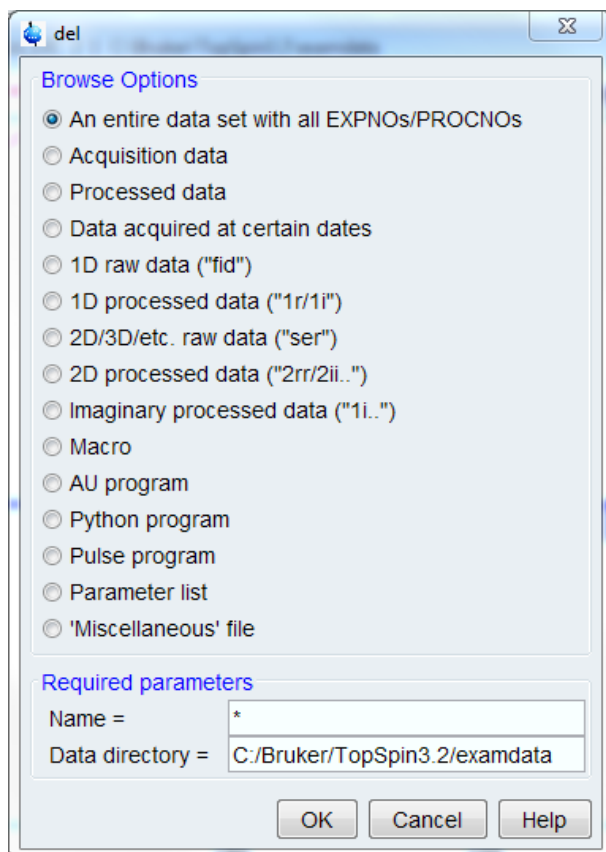 del
Browse Options
An entire data set with all EXPNOs/PROCNOs
Acquisition data
Processed data
Data acquired at certain dates
1D raw data ("fid")
1D processed data ("1r/1i")
2D/3D/etc. raw data ("ser")
2D processed data ("2rr/2ii..")
Imaginary processed data ("1i..")
Macro
AU program
Python program
Pulse program
Parameter list
'Miscellaneous' file
Required parameters
Name = *
Data directory = C:/Bruker/TopSpin3.2/examdata
OK Cancel Help